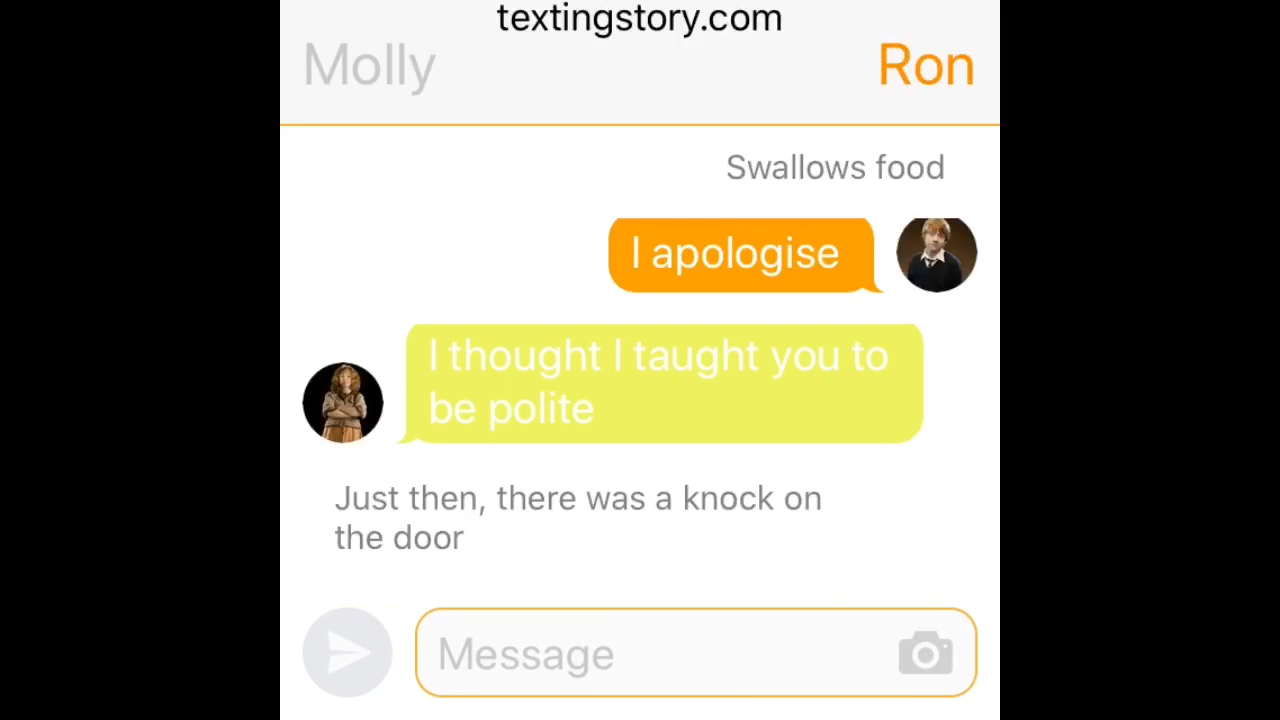 textingstory.com
Molly
Ron
Swallows food
I apologise
I thought I taught you to
be polite
Just then, there was a knock on
the door
Message